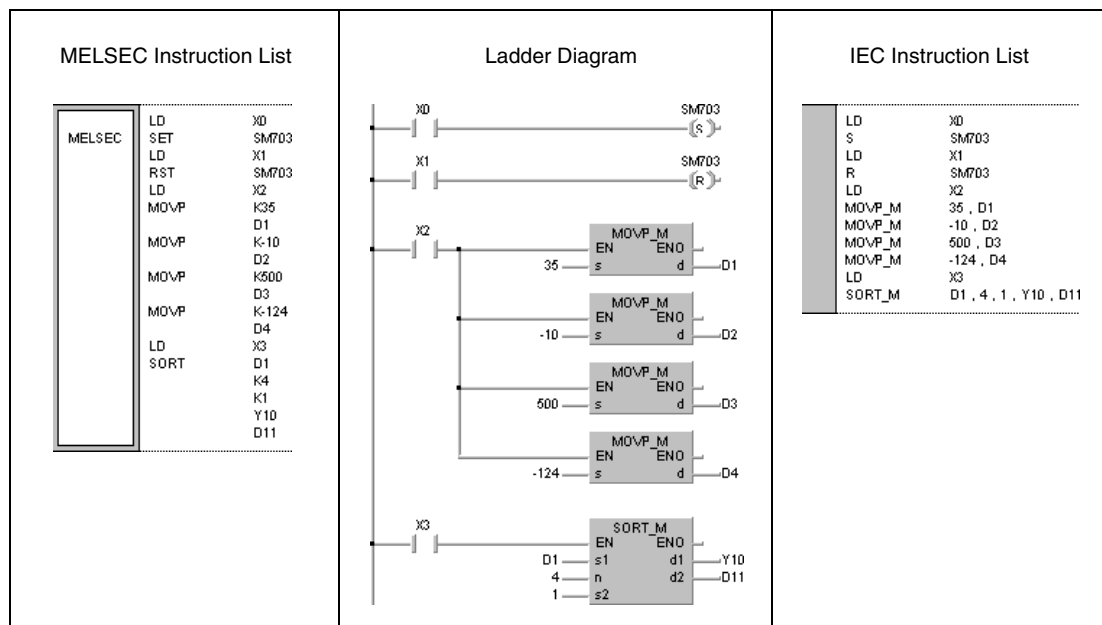 MELSEC Instruction List
MELSEC
LD X0
SET SM703
LD X1
RST SM703
LD X2
MOVP K35
D1
MOVP K-10
D2
MOVP K500
D3
MOVP K-124
D4
LD X3
SORT D1
K4
K1
Y10
D11
Ladder Diagram
X0 SM703
S
X1 SM703
R
X2
MOVP_M
EN ENO
35 s d D1
MOVP_M
EN ENO
-10 s d D2
MOVP_M
EN ENO
500 s d D3
MOVP_M
EN ENO
-124 s d D4
X3
SORT_M
EN ENO
D1 s1 d1 Y10
4 n d2 D11
1 s2
IEC Instruction List
LD X0
S SM703
LD X1
R SM703
LD X2
MOVP_M 35 , D1
MOVP_M -10 , D2
MOVP_M 500 , D3
MOVP_M -124 , D4
LD X3
SORT_M D1 , 4 , 1 , Y10 , D11